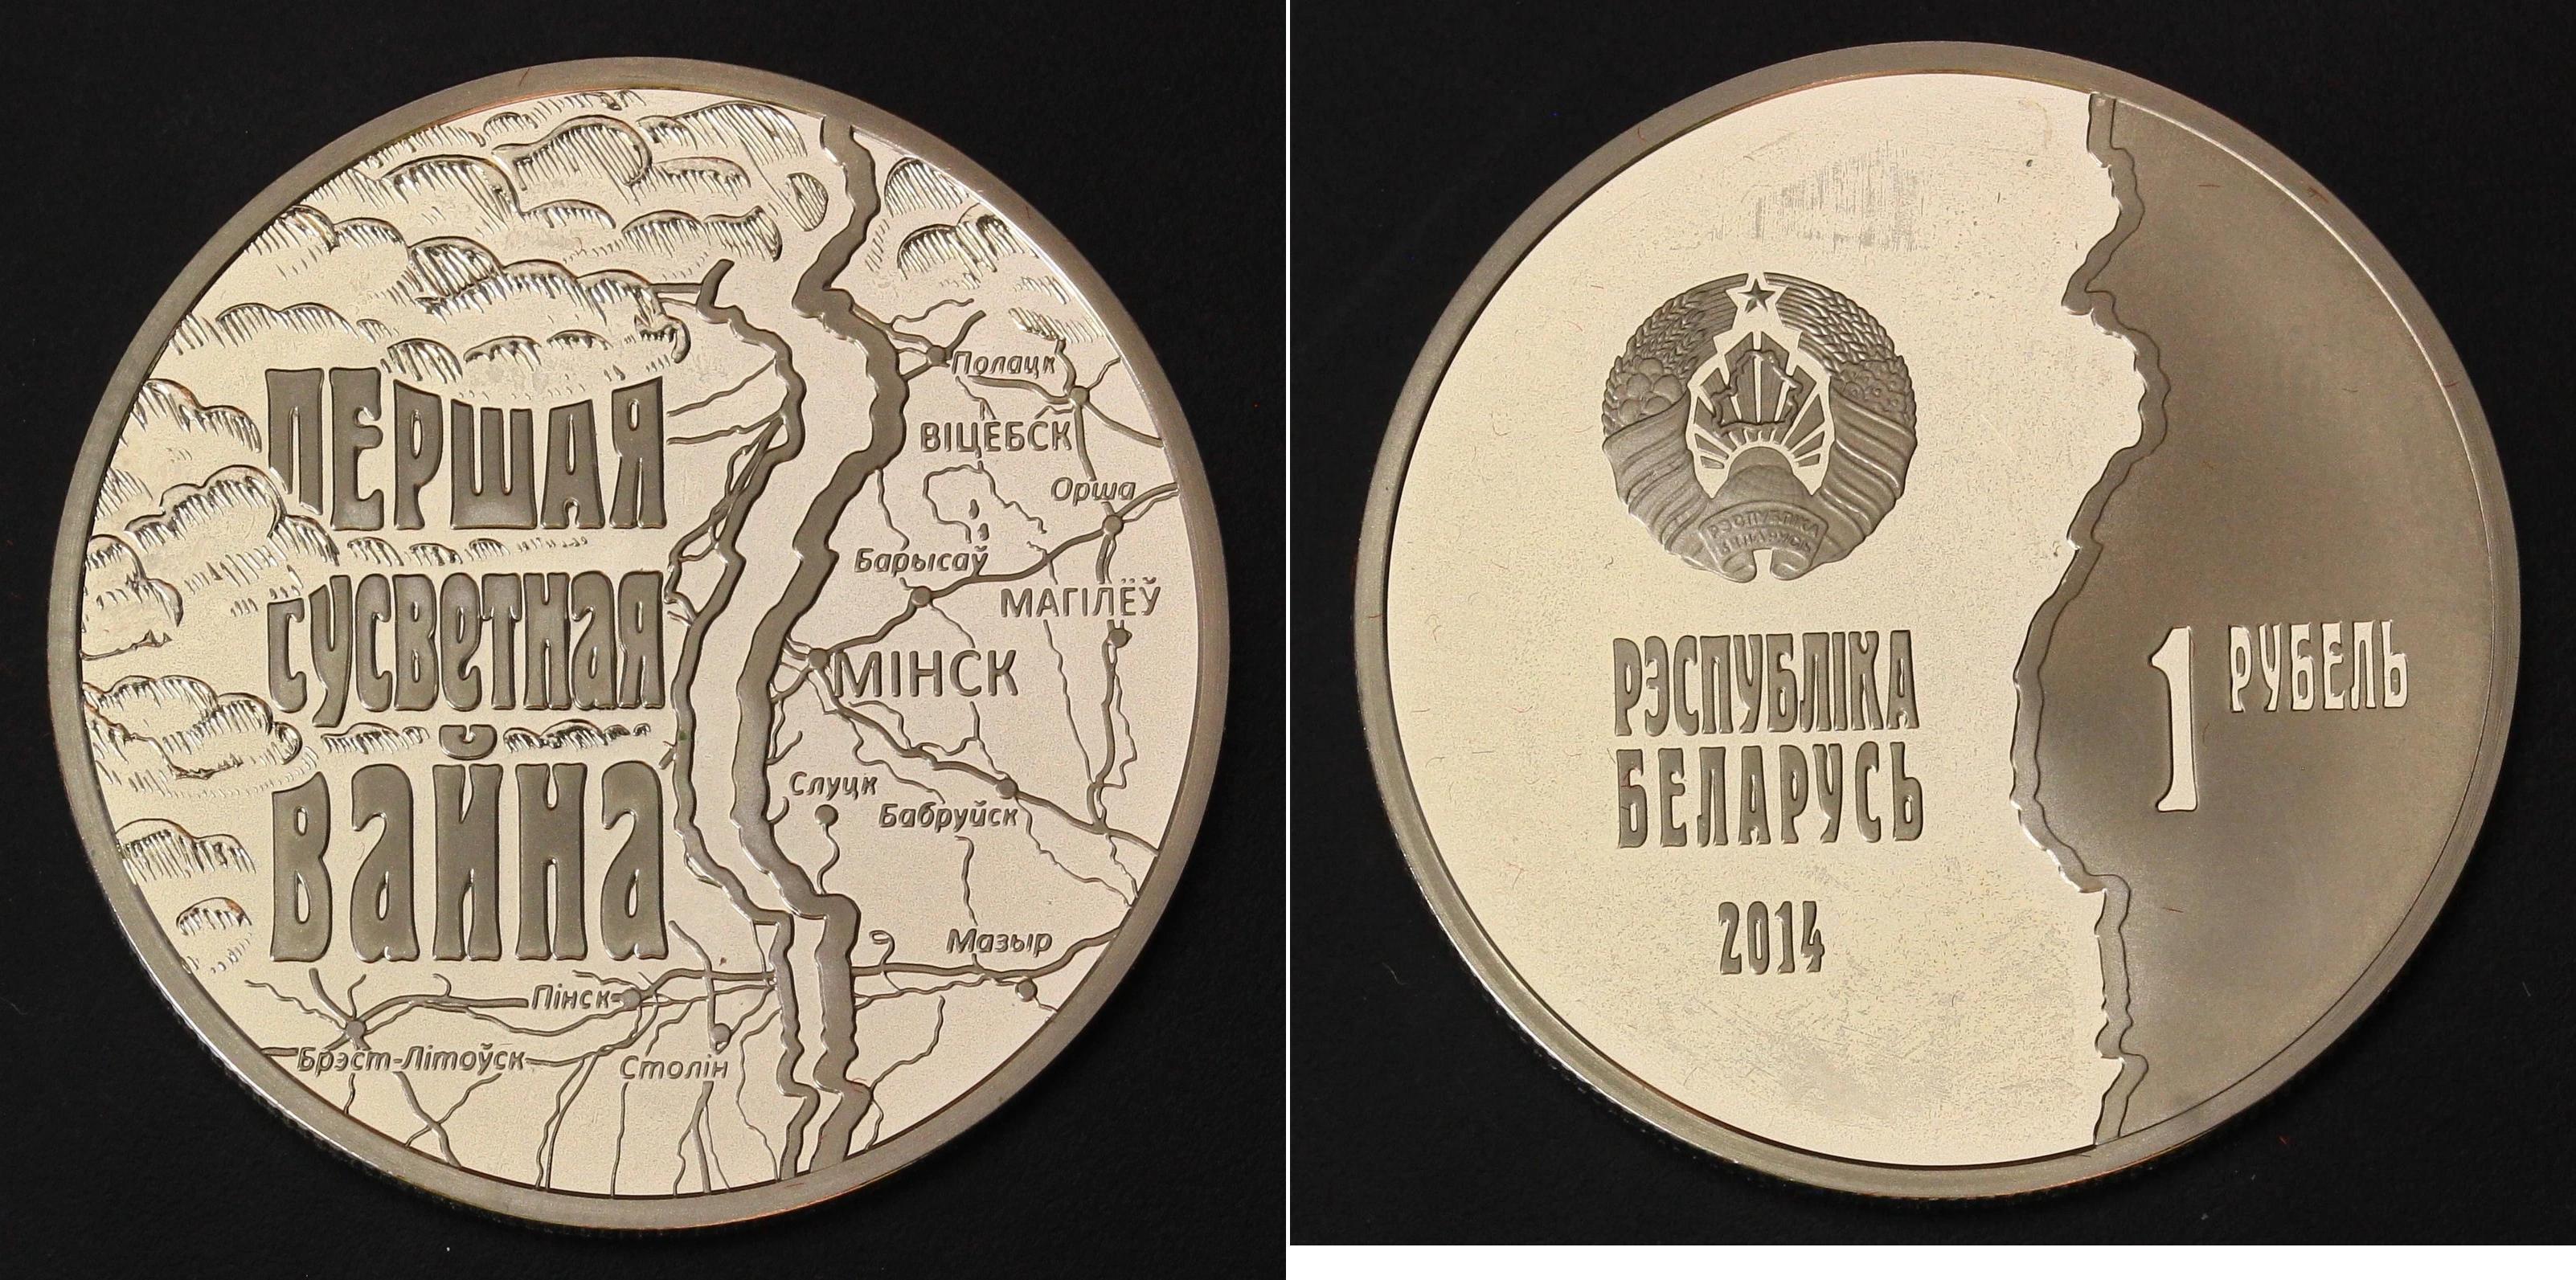 ПЕРШАЯ
сусветная
вайна
Полацк
ВІЦЕБСК
Орша
Барысаў
МАГІЛЁЎ
МІНСК
Слуцк
Бабруйск
Мазыр
Пінск
Брэст-Літоўск
Столін
РЭСПУБЛІКА
БЕЛАРУСЬ
РЭСПУБЛІКА
БЕЛАРУСЬ
2014
1 РУБЕЛЬ